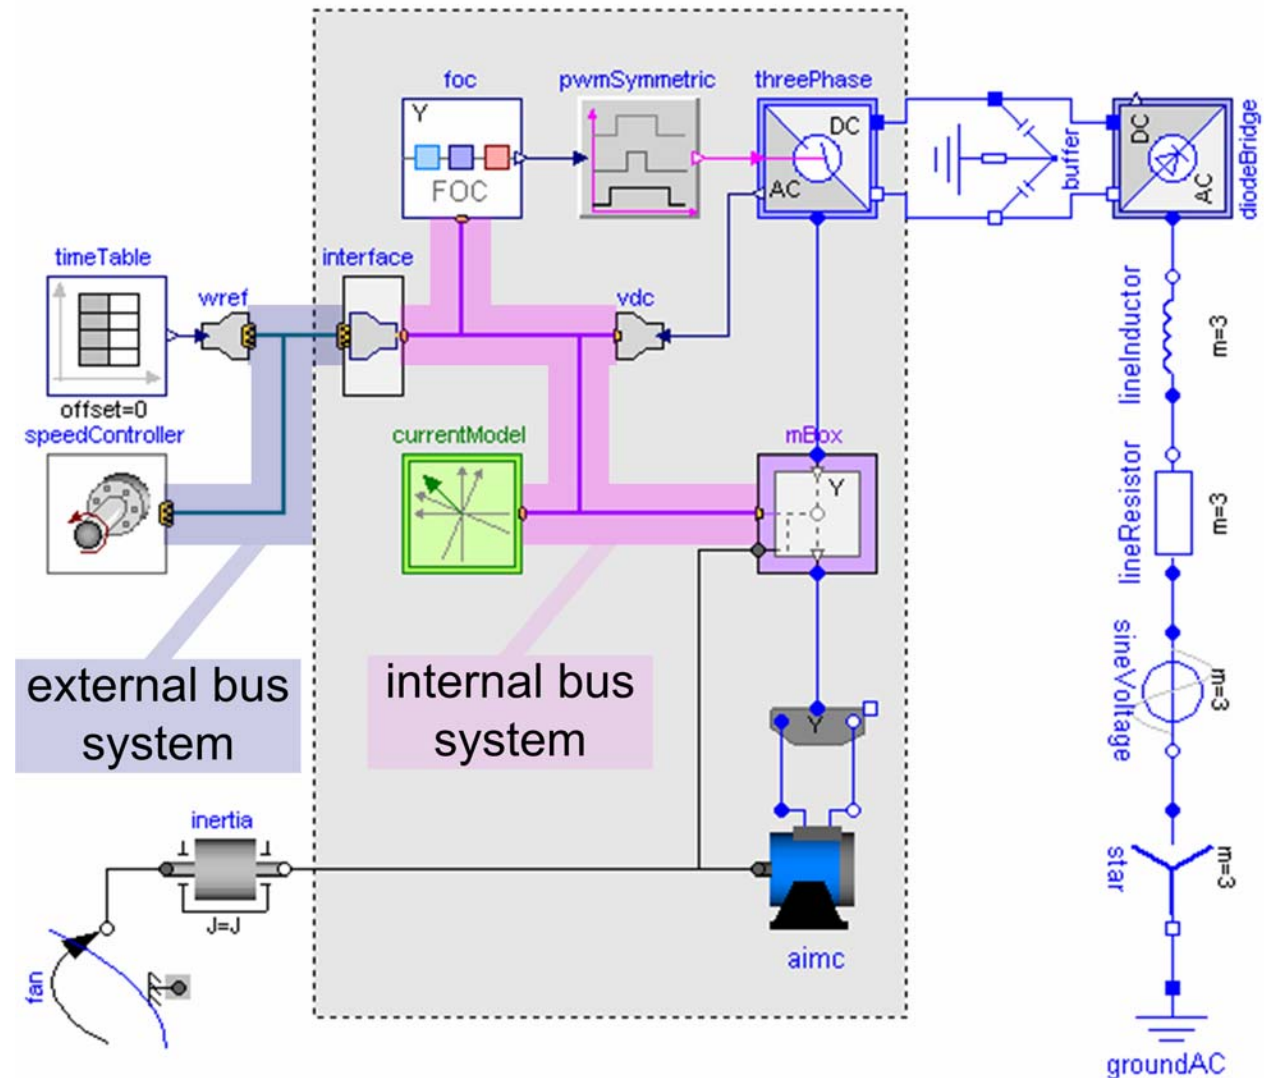 foc
pwmSymmetric
threePhase
Y
FOC
DC
AC
buffer
DC
AC
diodeBridge
timeTable
wref
interface
vdc
offset=0
speedController
currentModel
mBox
Y
lineInductor
m=3
lineResistor
m=3
sineVoltage
m=3
star
m=3
groundAC
external bus
system
internal bus
system
Y
inertia
J=J
fan
aimc